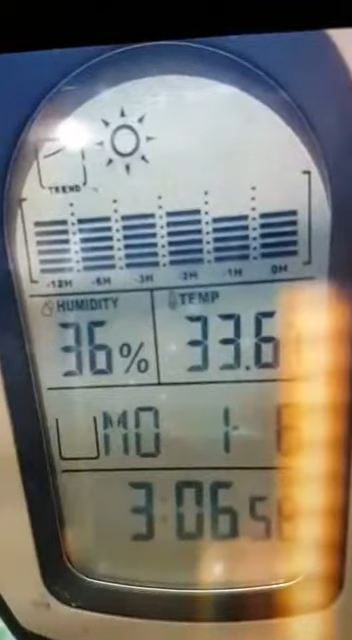 TREND
-12H -6H -3H -2H -1H 0H
HUMIDITY TEMP
36% 33.6
MO 1-
3:06